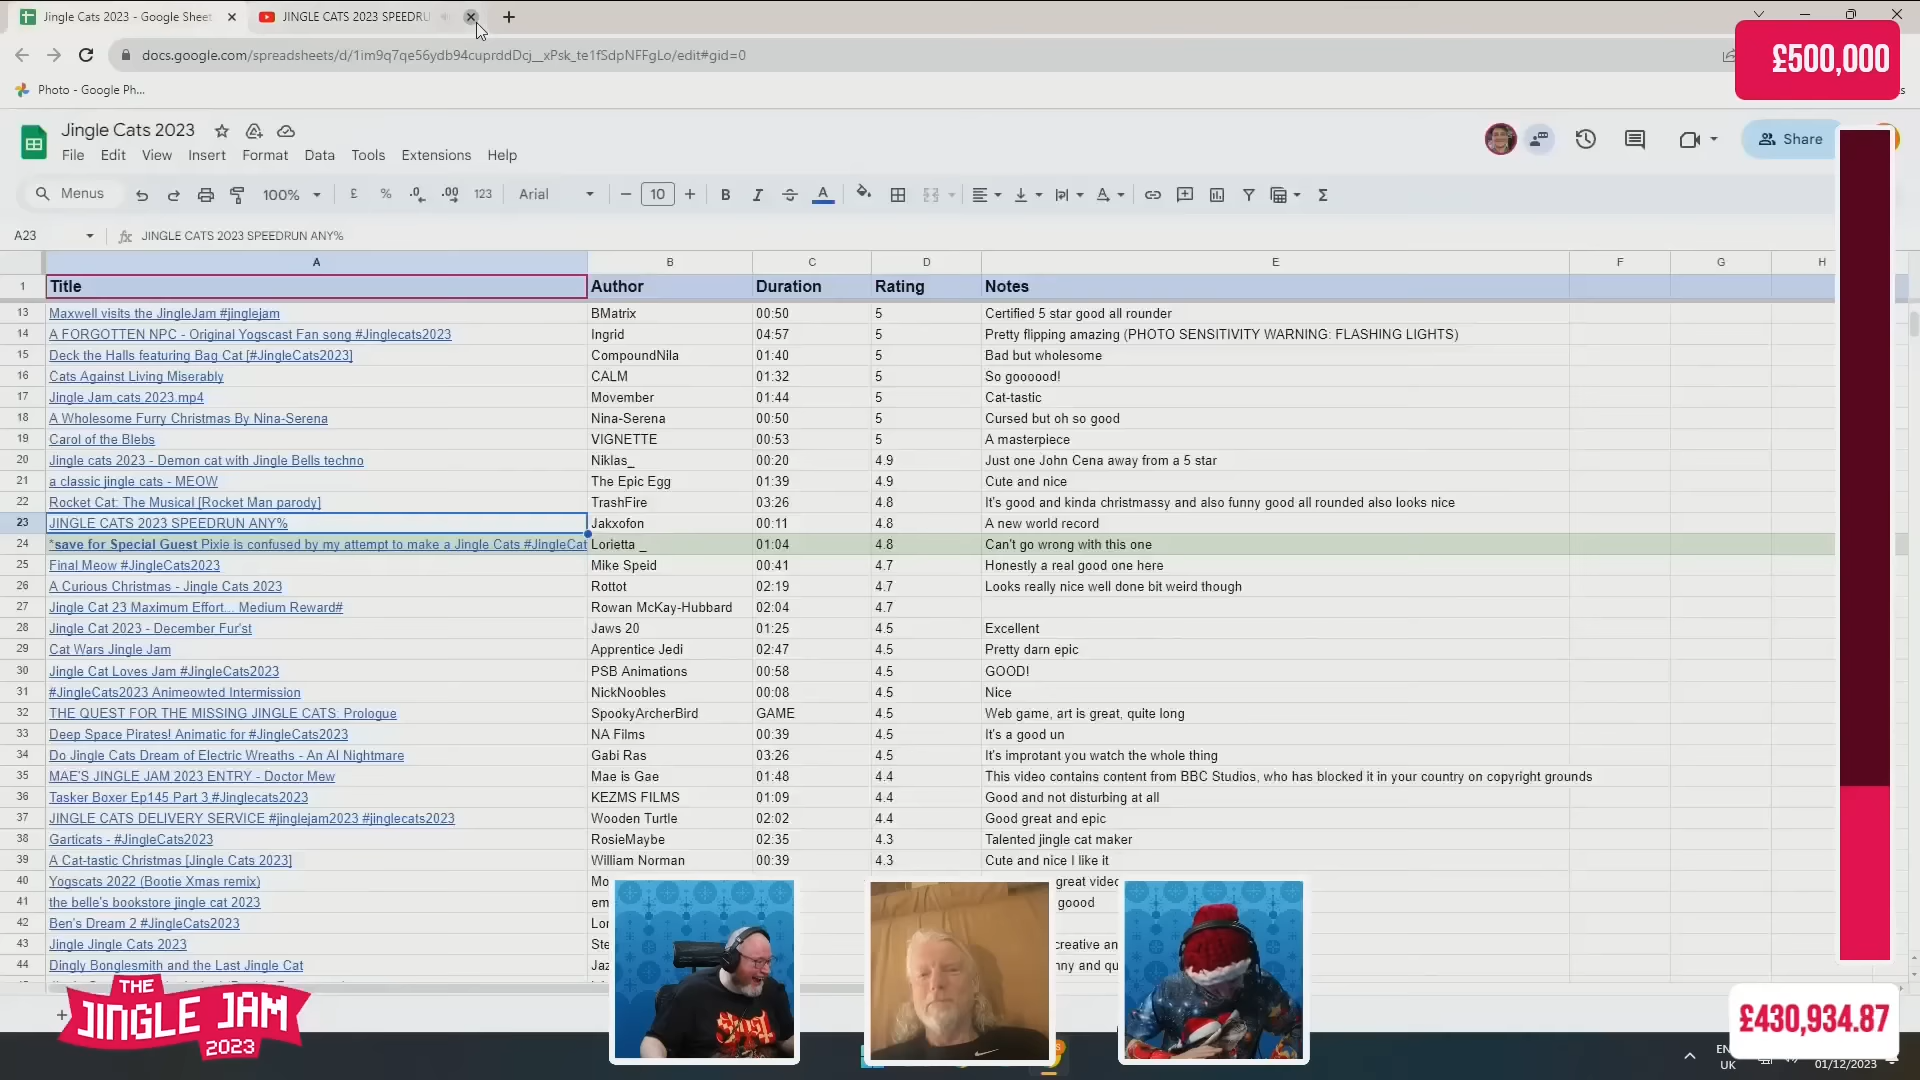 Jingle Cats 2023 - Google Sheet
JINGLE CATS 2023 SPEEDRU
docs.google.com/spreadsheets/d/1im9q7qe56ydb94cuprddDcj__xPsk_te1fSdpNFFgLo/edit#gid=0
£500,000
Photo - Google Ph...
Jingle Cats 2023
File Edit View Insert Format Data Tools Extensions Help
Share
Menus 100% £ % .0 .00 123 Arial 10 B I A Σ
A23 fx JINGLE CATS 2023 SPEEDRUN ANY%
A B C D E F G H
1 Title Author Duration Rating Notes
13 Maxwell visits the JingleJam #jinglejam BMatrix 00:50 5 Certified 5 star good all rounder
14 A FORGOTTEN NPC - Original Yogscast Fan song #Jinglecats2023 Ingrid 04:57 5 Pretty flipping amazing (PHOTO SENSITIVITY WARNING: FLASHING LIGHTS)
15 Deck the Halls featuring Bag Cat [#JingleCats2023] CompoundNila 01:40 5 Bad but wholesome
16 Cats Against Living Miserably CALM 01:32 5 So goooood!
17 Jingle Jam cats 2023.mp4 Movember 01:44 5 Cat-tastic
18 A Wholesome Furry Christmas By Nina-Serena Nina-Serena 00:50 5 Cursed but oh so good
19 Carol of the Blebs VIGNETTE 00:53 5 A masterpiece
20 Jingle cats 2023 - Demon cat with Jingle Bells techno Niklas_ 00:20 4.9 Just one John Cena away from a 5 star
21 a classic jingle cats - MEOW The Epic Egg 01:39 4.9 Cute and nice
22 Rocket Cat: The Musical [Rocket Man parody] TrashFire 03:26 4.8 It's good and kinda christmassy and also funny good all rounded also looks nice
23 JINGLE CATS 2023 SPEEDRUN ANY% Jakxofon 00:11 4.8 A new world record
24 *save for Special Guest Pixie is confused by my attempt to make a Jingle Cats #JingleCat Lorietta _ 01:04 4.8 Can't go wrong with this one
25 Final Meow #JingleCats2023 Mike Speid 00:41 4.7 Honestly a real good one here
26 A Curious Christmas - Jingle Cats 2023 Rottot 02:19 4.7 Looks really nice well done bit weird though
27 Jingle Cat 23 Maximum Effort... Medium Reward# Rowan McKay-Hubbard 02:04 4.7
28 Jingle Cat 2023 - December Fur'st Jaws 20 01:25 4.5 Excellent
29 Cat Wars Jingle Jam Apprentice Jedi 02:47 4.5 Pretty darn epic
30 Jingle Cat Loves Jam #JingleCats2023 PSB Animations 00:58 4.5 GOOD!
31 #JingleCats2023 Animeowted Intermission NickNoobles 00:08 4.5 Nice
32 THE QUEST FOR THE MISSING JINGLE CATS: Prologue SpookyArcherBird GAME 4.5 Web game, art is great, quite long
33 Deep Space Pirates! Animatic for #JingleCats2023 NA Films 00:39 4.5 It's a good un
34 Do Jingle Cats Dream of Electric Wreaths - An AI Nightmare Gabi Ras 03:26 4.5 It's improtant you watch the whole thing
35 MAE'S JINGLE JAM 2023 ENTRY - Doctor Mew Mae is Gae 01:48 4.4 This video contains content from BBC Studios, who has blocked it in your country on copyright grounds
36 Tasker Boxer Ep145 Part 3 #Jinglecats2023 KEZMS FILMS 01:09 4.4 Good and not disturbing at all
37 JINGLE CATS DELIVERY SERVICE #jinglejam2023 #jinglecats2023 Wooden Turtle 02:02 4.4 Good great and epic
38 Garticats - #JingleCats2023 RosieMaybe 02:35 4.3 Talented jingle cat maker
39 A Cat-tastic Christmas [Jingle Cats 2023] William Norman 00:39 4.3 Cute and nice I like it
40 Yogscats 2022 (Bootie Xmas remix) Mo great video
41 the belle's bookstore jingle cat 2023 em goood
42 Ben's Dream 2 #JingleCats2023 Lor
43 Jingle Jingle Cats 2023 Ste creative an
44 Dingly Bonglesmith and the Last Jingle Cat Jaz nny and qu
THE
JINGLE JAM
2023
£430,934.87
EN
UK
01/12/2023